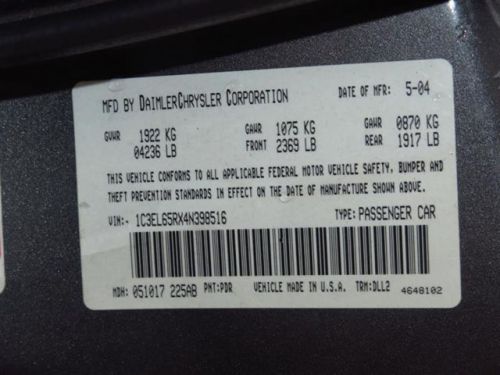 MFD BY DAIMLERCHRYSLER CORPORATION DATE OF MFR: 5-04
GVWR 1922 KG GAWR 1075 KG GAWR 0870 KG
04236 LB FRONT 2369 LB REAR 1917 LB
THIS VEHICLE CONFORMS TO ALL APPLICABLE FEDERAL MOTOR VEHICLE SAFETY, BUMPER AND
THEFT PREVENTION STANDARDS IN EFFECT ON THE DATE OF MANUFACTURE SHOWN ABOVE.
VIN:- 1C3EL65RX4N398516 TYPE: PASSENGER CAR
MDH: 051017 225AB PNT:PDR VEHICLE MADE IN U.S.A. TRM:DLL2 4648102